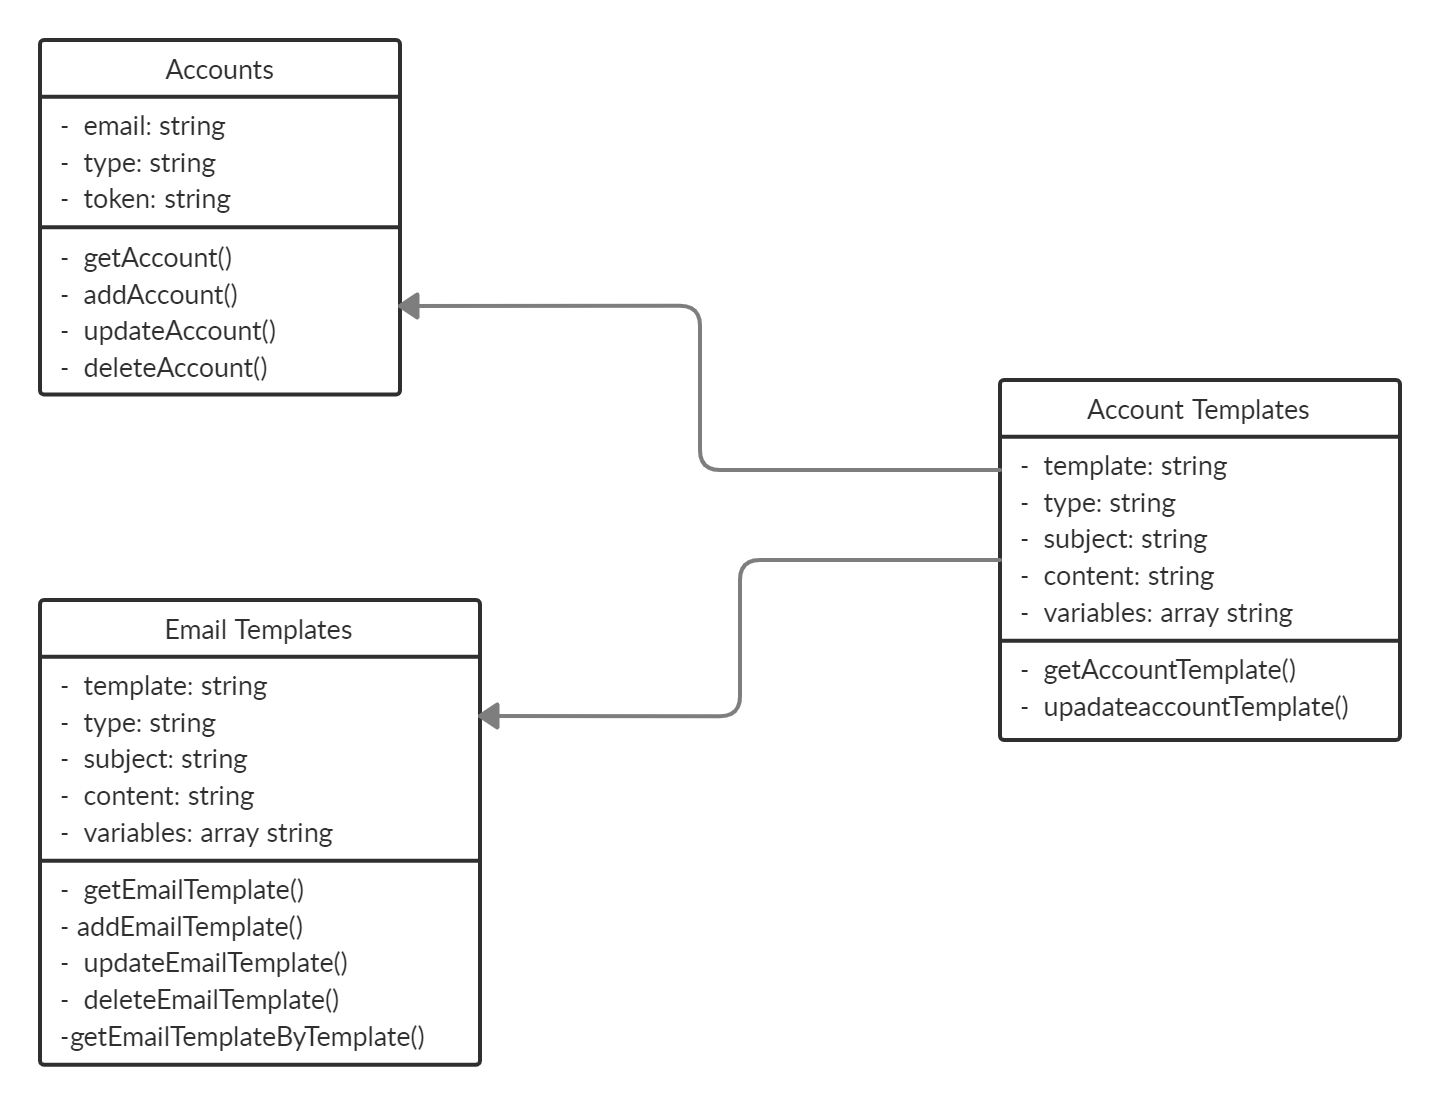 Accounts
- email: string
- type: string
- token: string
- getAccount()
- addAccount()
- updateAccount()
- deleteAccount()
Account Templates
- template: string
- type: string
- subject: string
- content: string
- variables: array string
- getAccountTemplate()
- upadateaccountTemplate()
Email Templates
- template: string
- type: string
- subject: string
- content: string
- variables: array string
- getEmailTemplate()
- addEmailTemplate()
- updateEmailTemplate()
- deleteEmailTemplate()
-getEmailTemplateByTemplate()